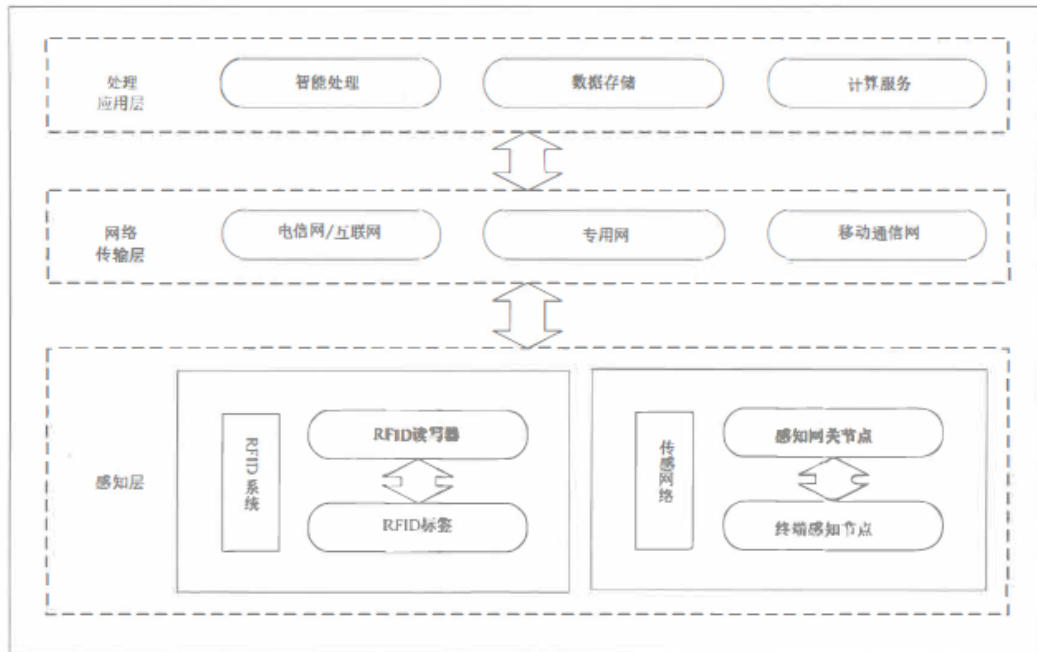 处理
应用层
智能处理
数据存储
计算服务
网络
传输层
电信网/互联网
专用网
移动通信网
感知层
RFID系统
RFID读写器
RFID标签
传感网络
感知网关节点
终端感知节点